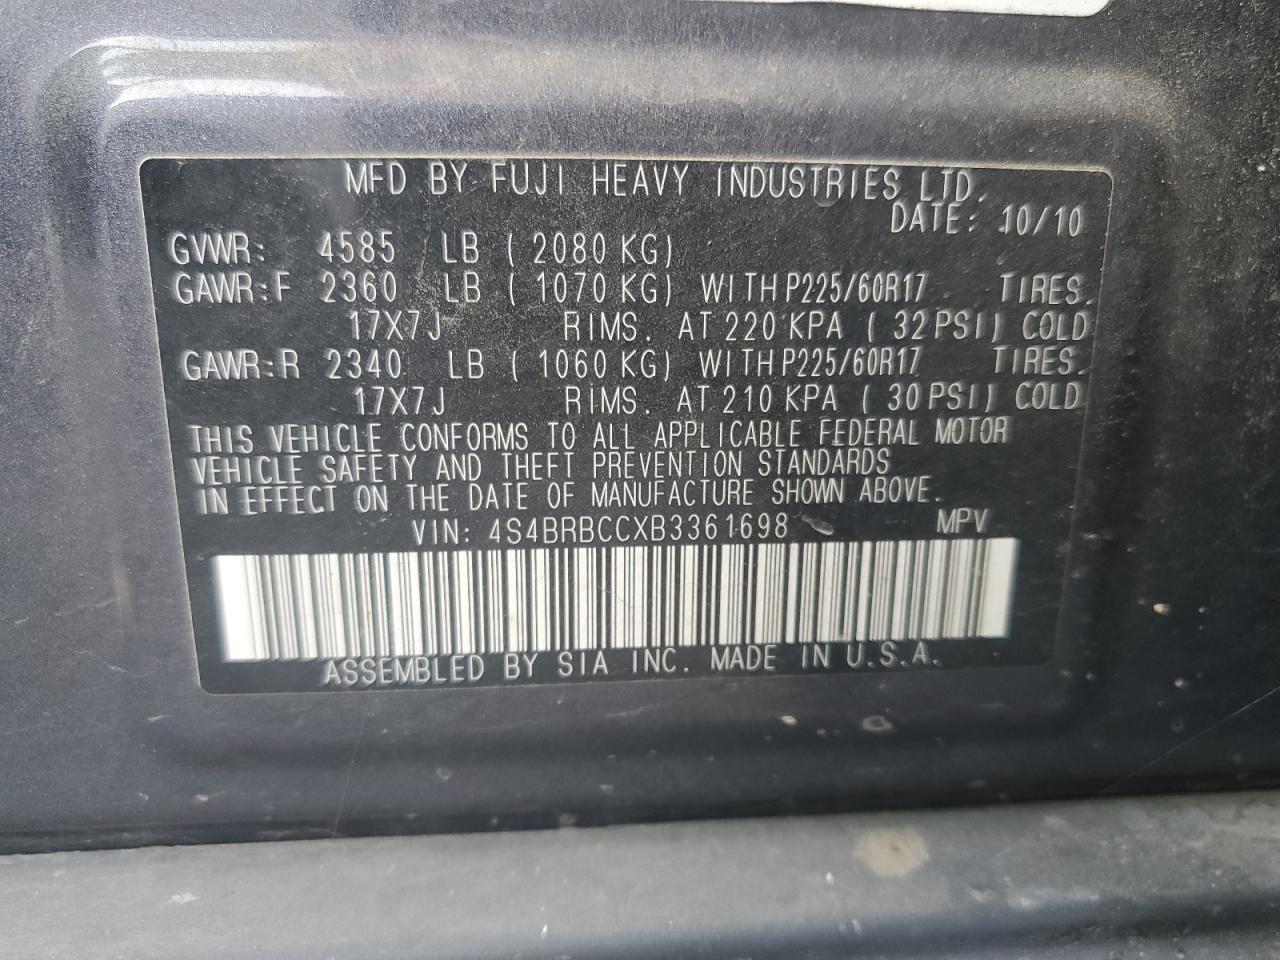 MFD BY FUJI HEAVY INDUSTRIES LTD.
DATE: 10/10
GVWR: 4585 LB ( 2080 KG)
GAWR:F 2360 LB ( 1070 KG) WITH P225/60R17 TIRES.
17X7J RIMS. AT 220 KPA ( 32 PSI) COLD
GAWR:R 2340 LB ( 1060 KG) WITH P225/60R17 TIRES.
17X7J RIMS. AT 210 KPA ( 30 PSI) COLD
THIS VEHICLE CONFORMS TO ALL APPLICABLE FEDERAL MOTOR
VEHICLE SAFETY AND THEFT PREVENTION STANDARDS
IN EFFECT ON THE DATE OF MANUFACTURE SHOWN ABOVE.
VIN: 4S4BRBCCXB3361698 MPV
ASSEMBLED BY SIA INC. MADE IN U.S.A.